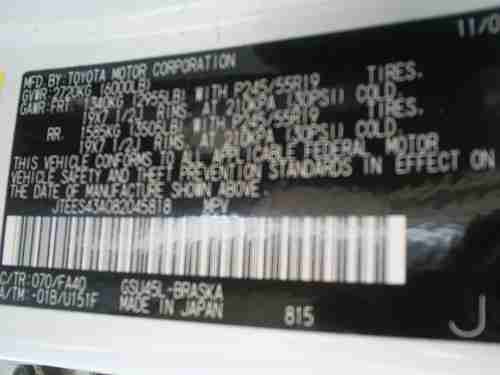 11/0
MFD. BY: TOYOTA MOTOR CORPORATION
GVWR: 2720KG (6000LB)
GAWR: FRT. 1340KG (2955LB) WITH P245/55R19 TIRES,
19X7 1/2J RIMS, AT 210KPA (30PSI) COLD.
RR. 1585KG (3505LB) WITH P245/55R19 TIRES,
19X7 1/2J RIMS, AT 210KPA (30PSI) COLD.
THIS VEHICLE CONFORMS TO ALL APPLICABLE FEDERAL MOTOR
VEHICLE SAFETY AND THEFT PREVENTION STANDARDS IN EFFECT ON
THE DATE OF MANUFACTURE SHOWN ABOVE.
JTEES43A082045818 MPV
C/TR: 070/FA40 GSU45L-BRASKA
A/TM: -01B/U151F MADE IN JAPAN 815
J